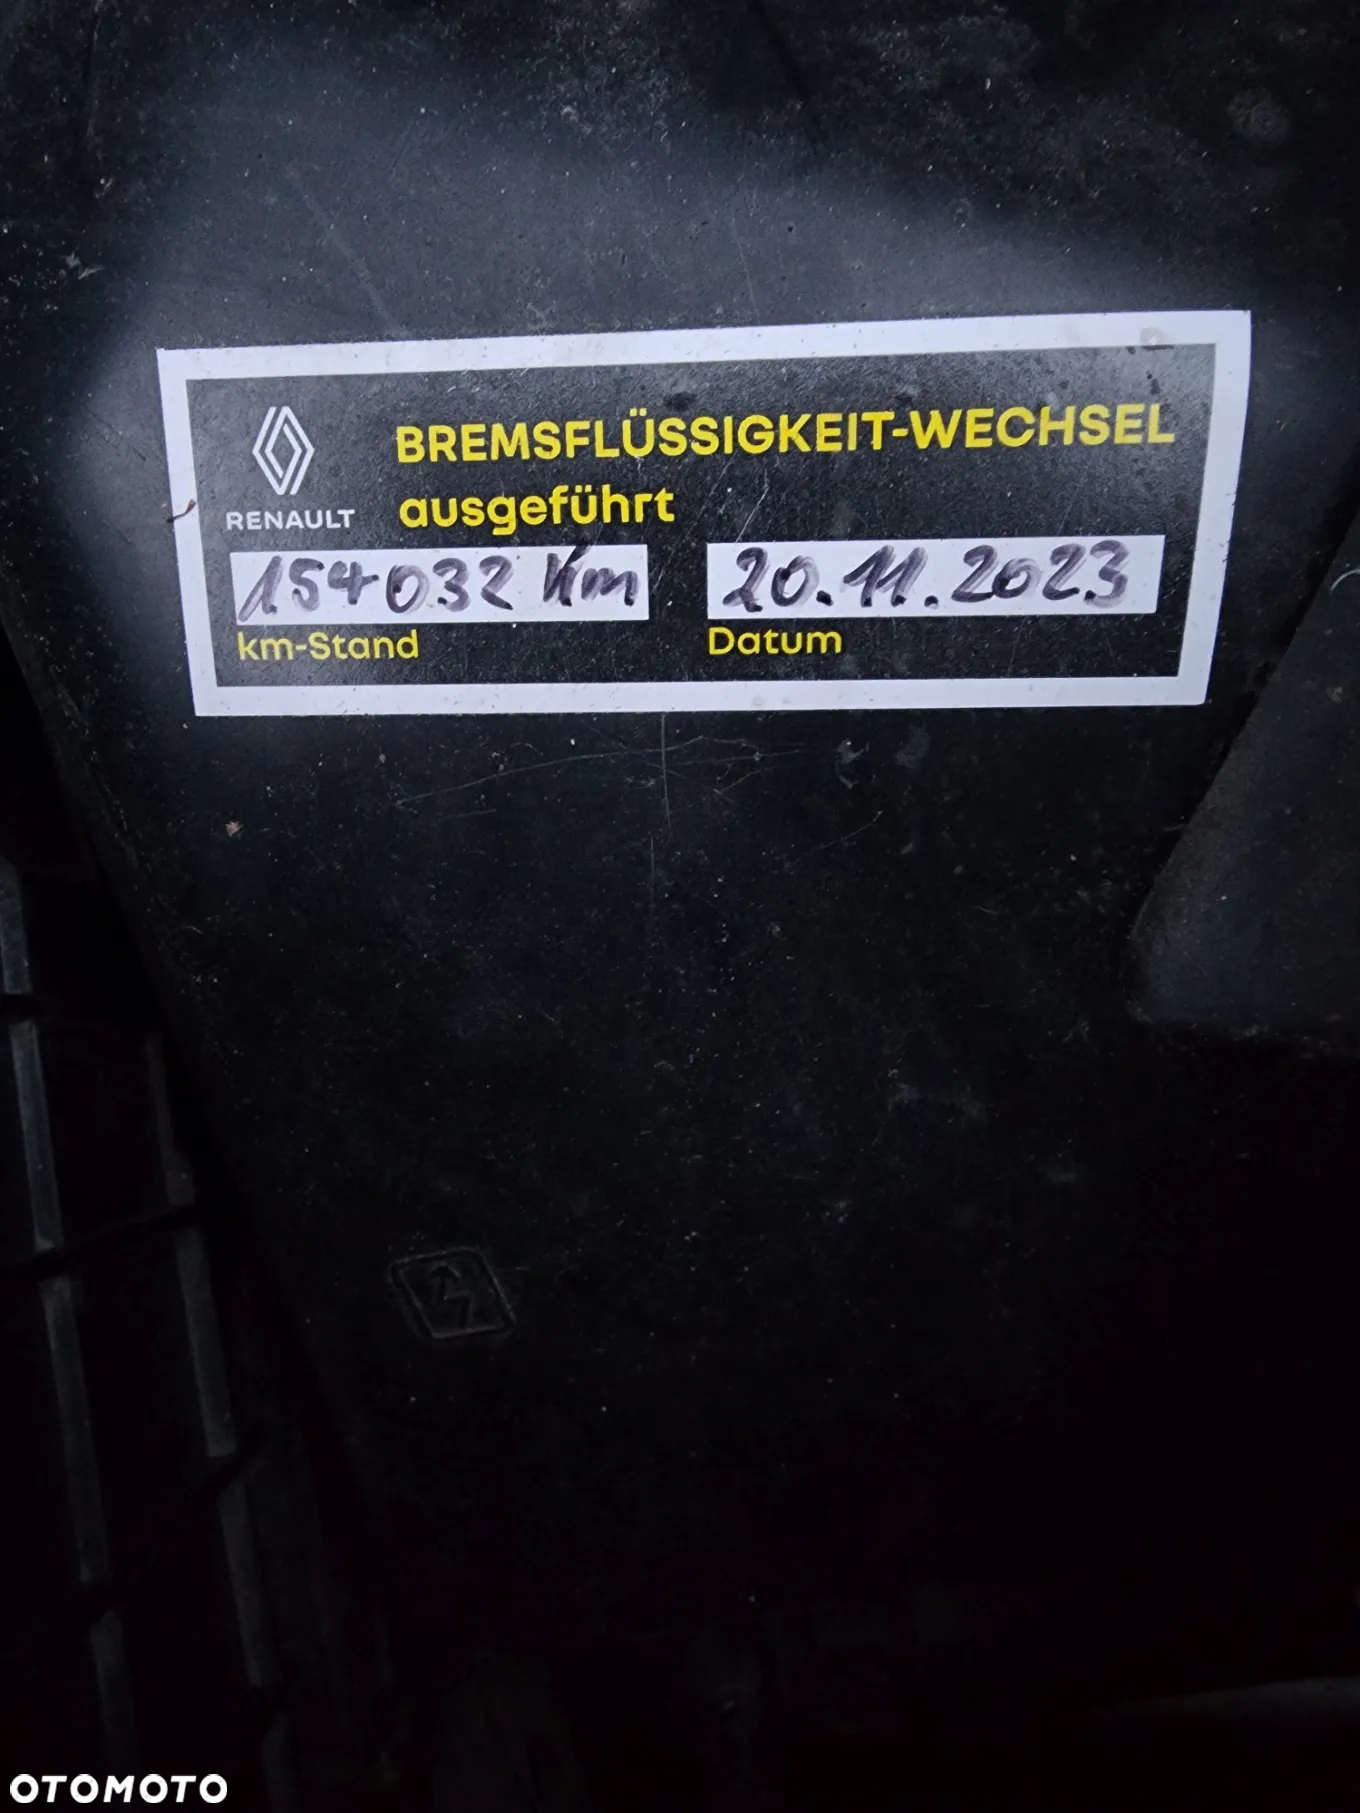 BREMSFLÜSSIGKEIT-WECHSEL
ausgeführt
RENAULT
154032 Km
20.11.2023
km-Stand
Datum
OTOMOTO